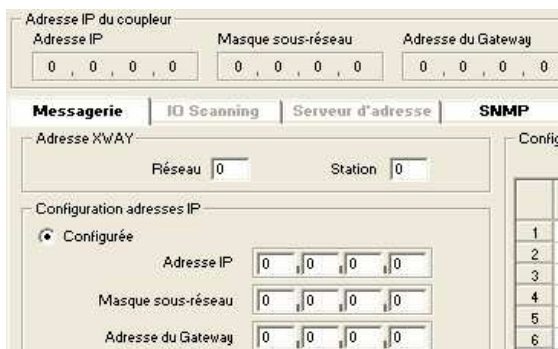 Adresse IP du coupleur
Adresse IP Masque sous-réseau Adresse du Gateway
0 , 0 , 0 , 0 0 , 0 , 0 , 0 0 , 0 , 0 , 0
Messagerie IO Scanning Serveur d'adresse SNMP
Adresse XWAY
Réseau 0 Station 0
Config
Configuration adresses IP
Configurée
Adresse IP 0 , 0 , 0 , 0
Masque sous-réseau 0 , 0 , 0 , 0
Adresse du Gateway 0 , 0 , 0 , 0
1
2
3
4
5
6